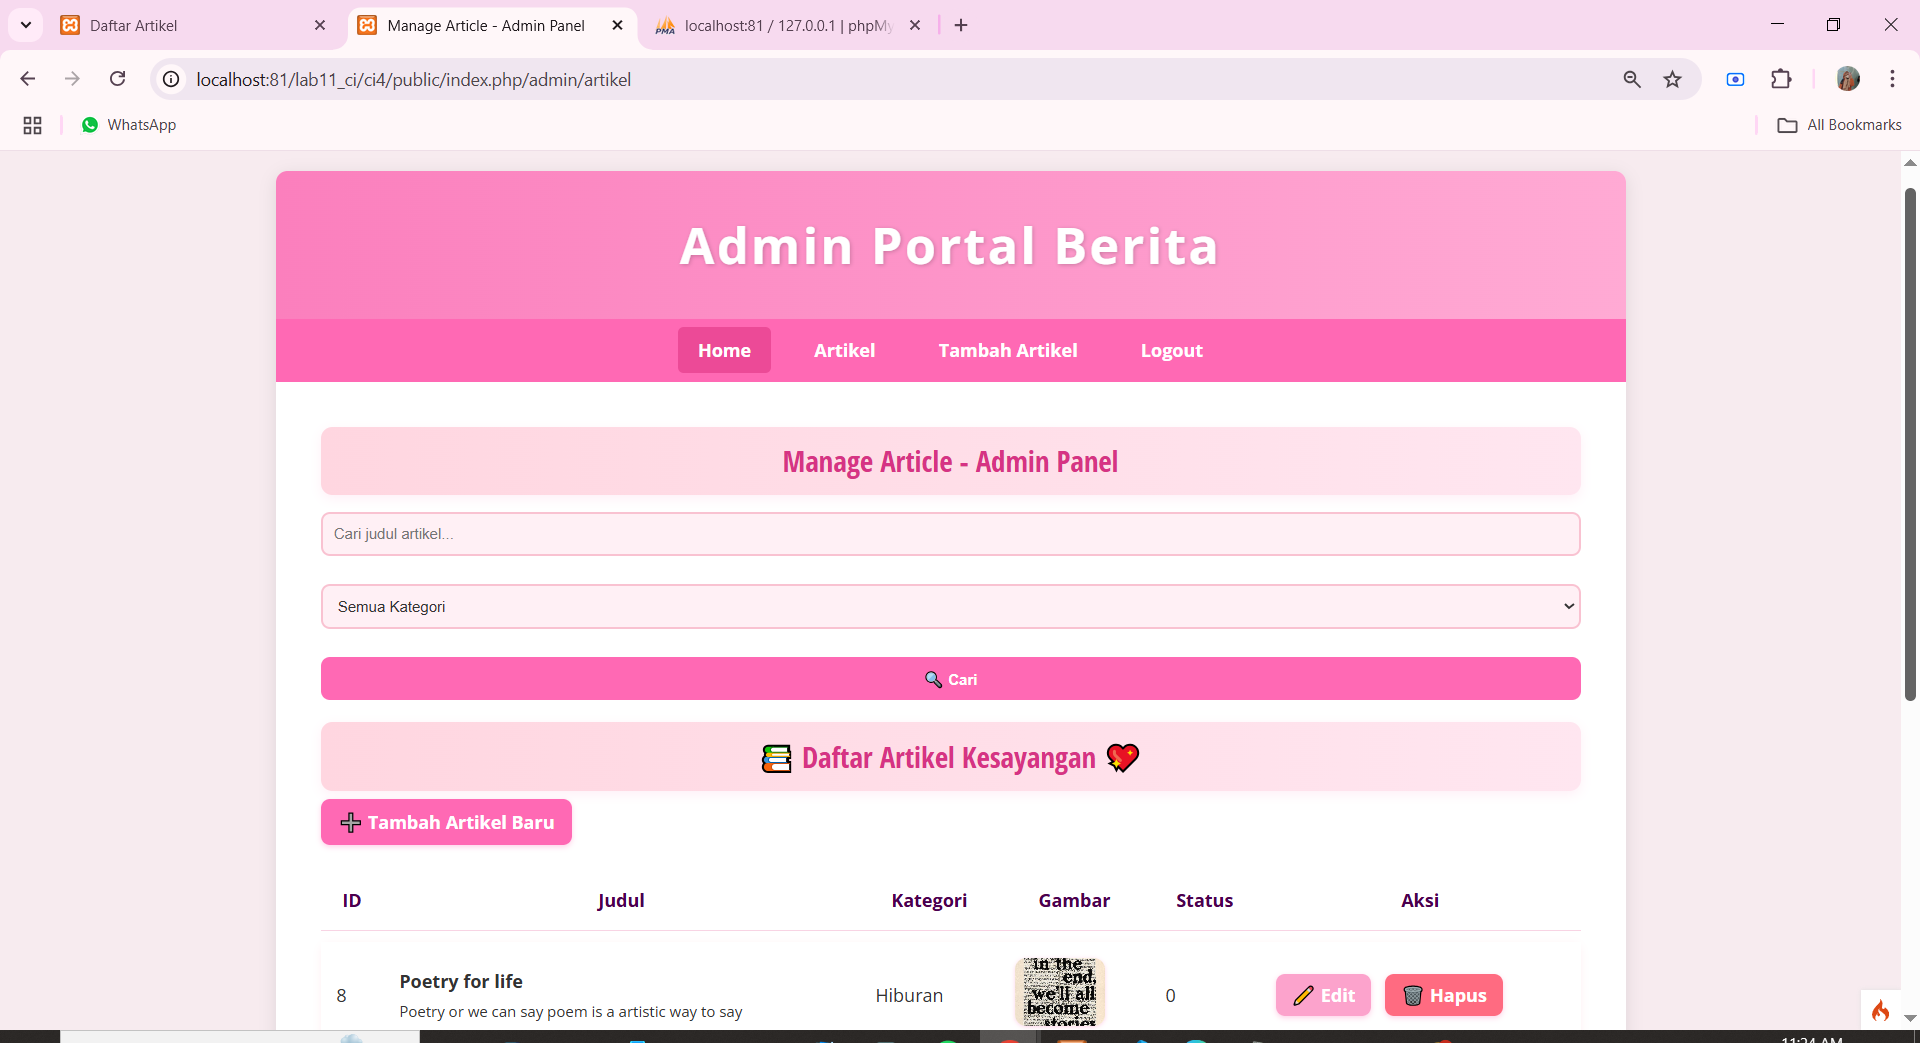 Daftar Artikel
Manage Article - Admin Panel
localhost:81 / 127.0.0.1 | phpMy
localhost:81/lab11_ci/ci4/public/index.php/admin/artikel
WhatsApp
All Bookmarks
Admin Portal Berita
Home Artikel Tambah Artikel Logout
Manage Article - Admin Panel
Cari judul artikel...
Semua Kategori
🔍 Cari
📚 Daftar Artikel Kesayangan 💖
➕ Tambah Artikel Baru
ID Judul Kategori Gambar Status Aksi
8
Poetry for life
Poetry or we can say poem is a artistic way to say
Hiburan
in the
end,
we'll all
become
stories
0
✏️ Edit
🗑️ Hapus
11:24 AM